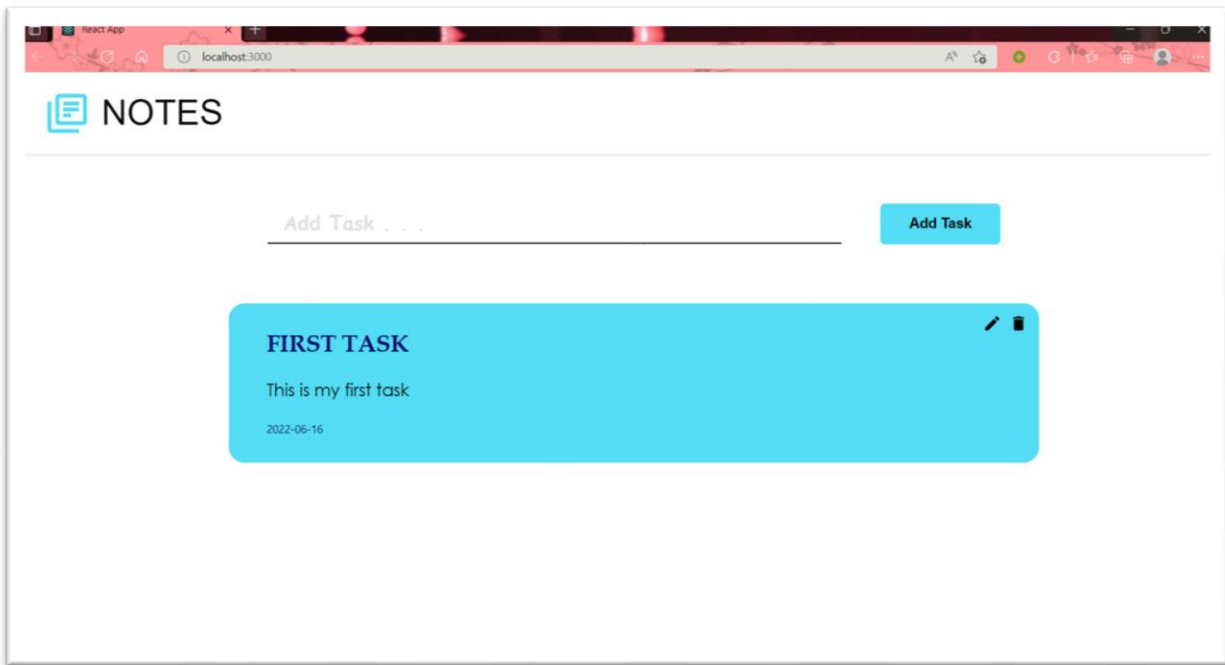 React App
localhost:3000
NOTES
Add Task . . .
Add Task
FIRST TASK
This is my first task
2022-06-16